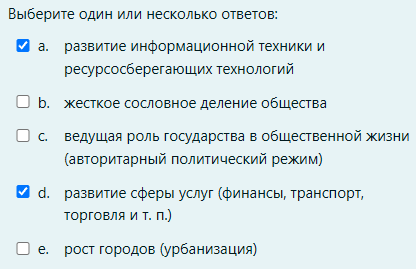 Выберите один или несколько ответов:
a. развитие информационной техники и
ресурсосберегающих технологий
b. жесткое сословное деление общества
c. ведущая роль государства в общественной жизни
(авторитарный политический режим)
d. развитие сферы услуг (финансы, транспорт,
торговля и т. п.)
e. рост городов (урбанизация)